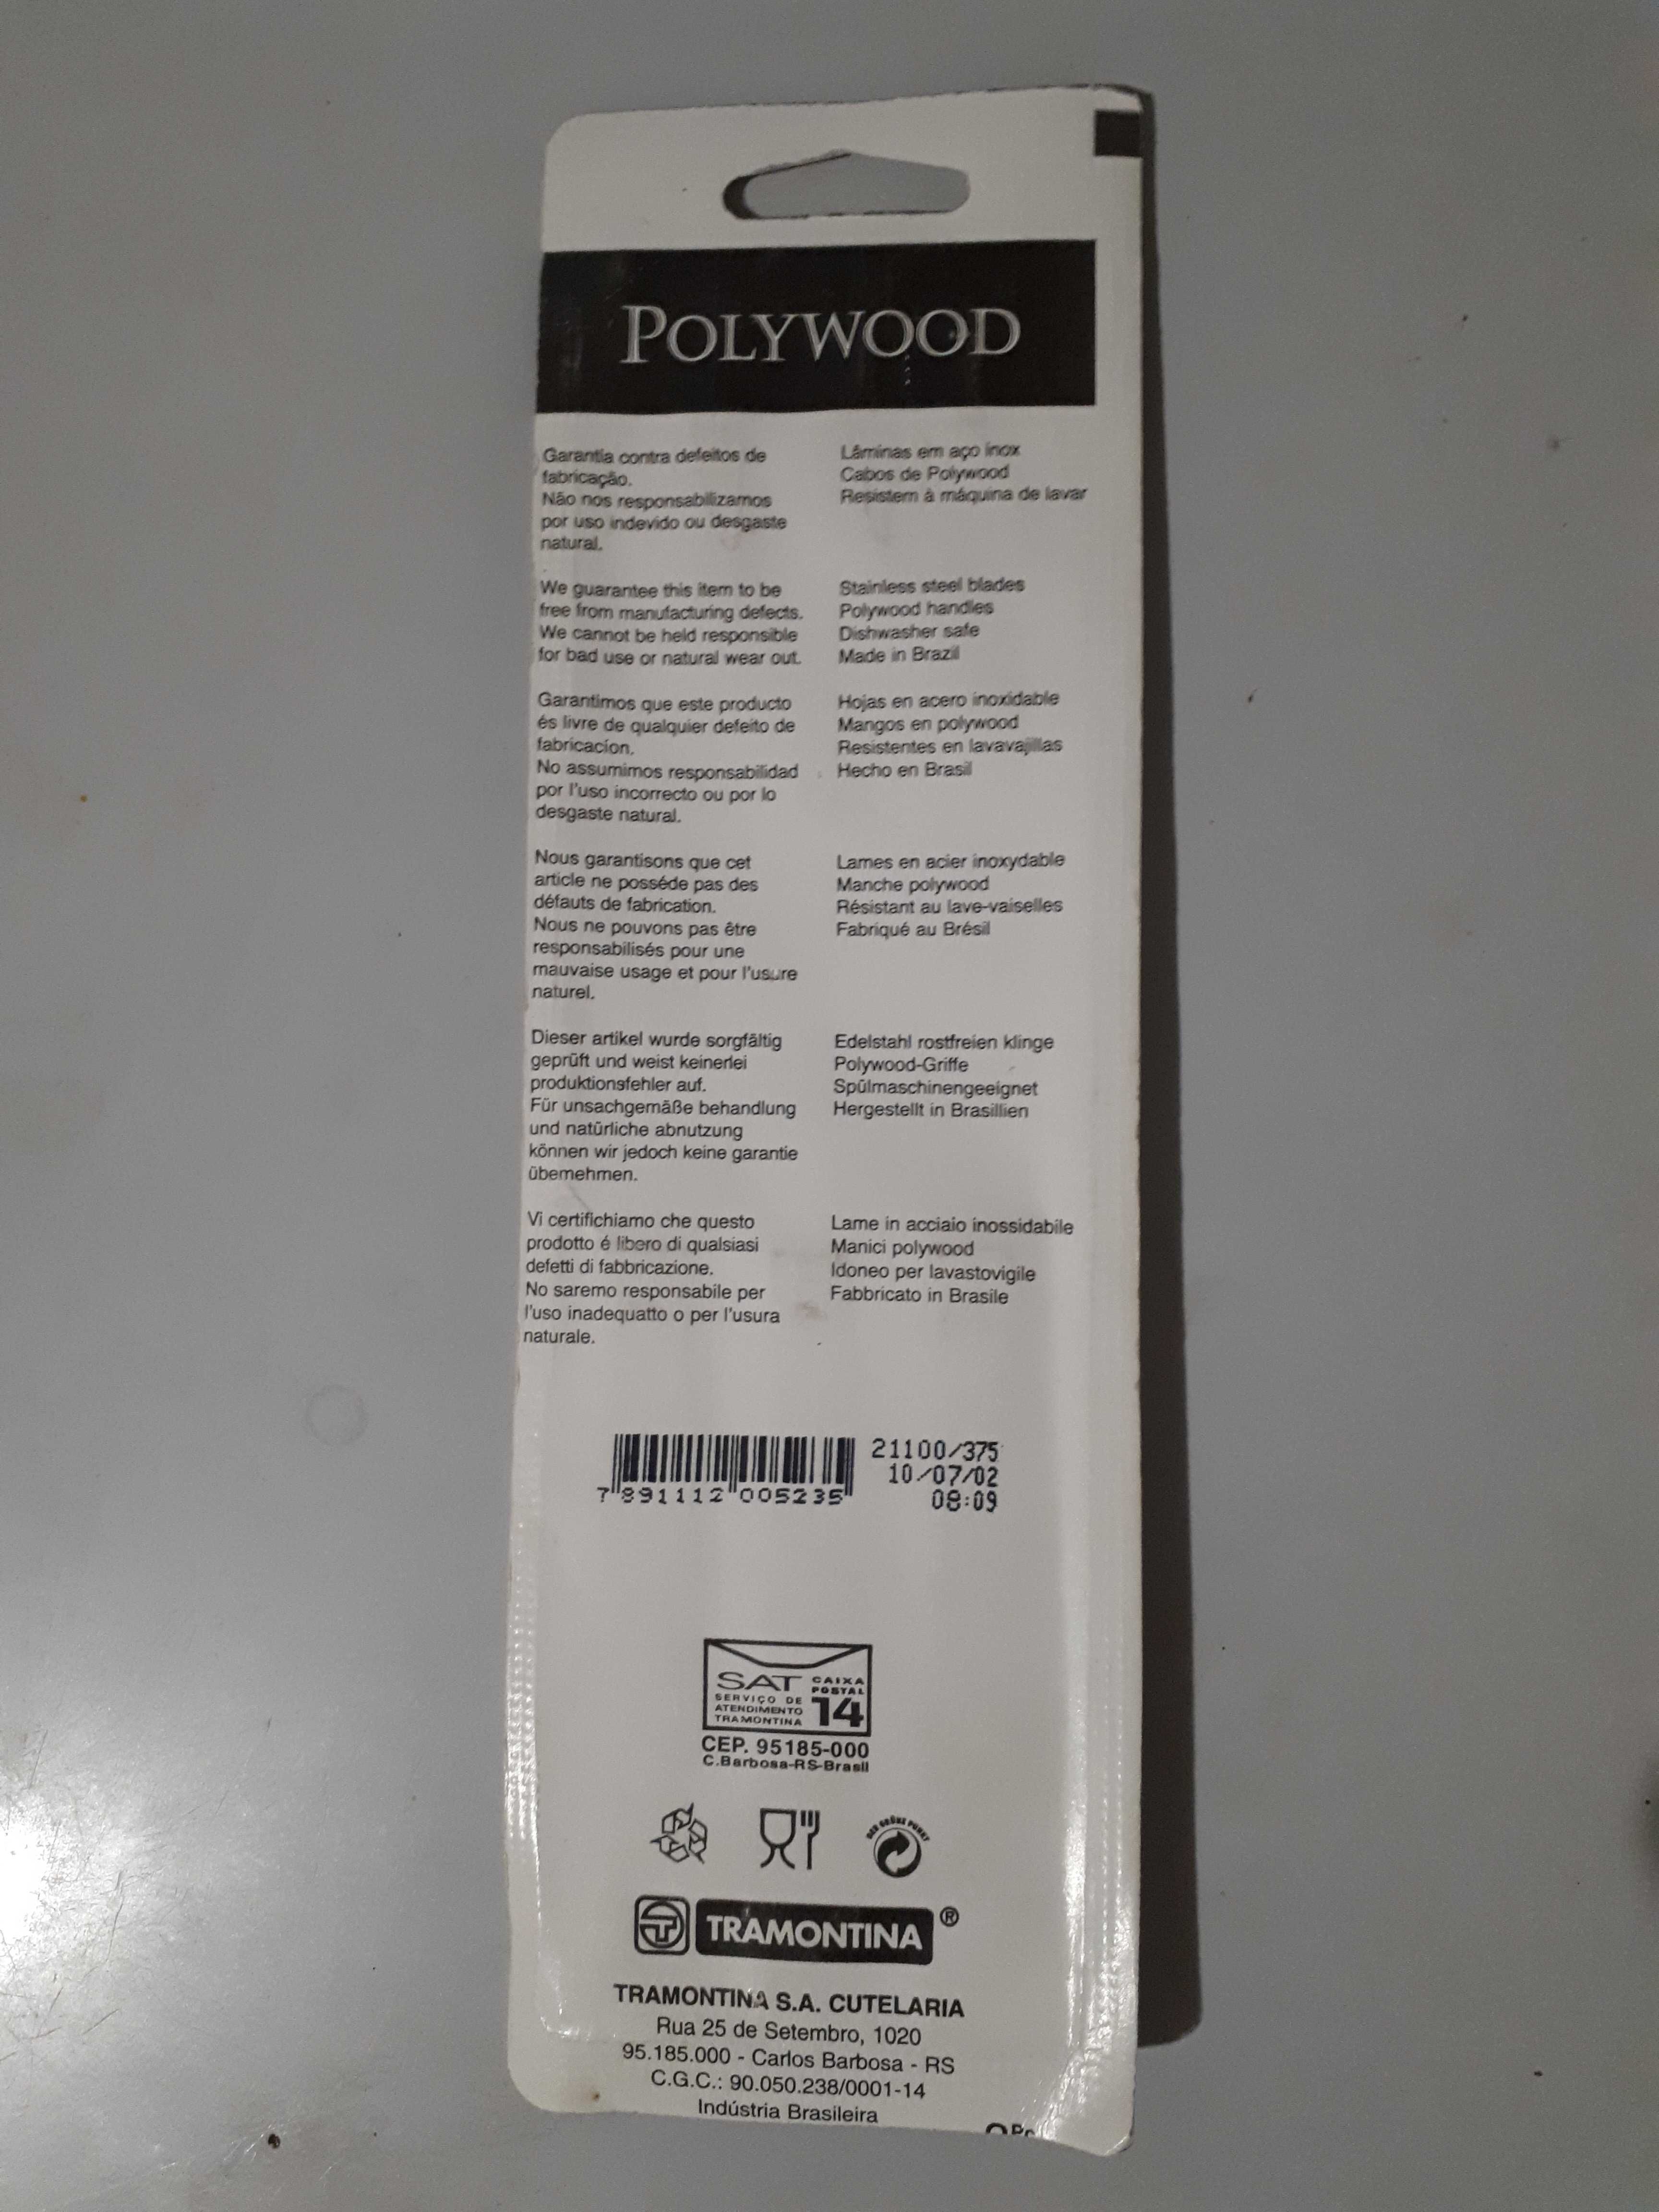 POLYWOOD
Garantia contra defeitos de
fabricação.
Não nos responsabilizamos
por uso indevido ou desgaste
natural.
Lâminas em aço inox
Cabos de Polywood
Resistem à máquina de lavar
We guarantee this item to be
free from manufacturing defects.
We cannot be held responsible
for bad use or natural wear out.
Stainless steel blades
Polywood handles
Dishwasher safe
Made in Brazil
Garantimos que este producto
és livre de qualquier defeito de
fabricacíon.
No assumimos responsabilidad
por l'uso incorrecto ou por lo
desgaste natural.
Hojas en acero inoxidable
Mangos en polywood
Resistentes en lavavajillas
Hecho en Brasil
Nous garantisons que cet
article ne posséde pas des
défauts de fabrication.
Nous ne pouvons pas être
responsabilisés pour une
mauvaise usage et pour l'usure
naturel.
Lames en acier inoxydable
Manche polywood
Résistant au lave-vaiselles
Fabriqué au Brésil
Dieser artikel wurde sorgfältig
geprüft und weist keinerlei
produktionsfehler auf.
Für unsachgemäße behandlung
und natürliche abnutzung
können wir jedoch keine garantie
übernehmen.
Edelstahl rostfreien klinge
Polywood-Griffe
Spülmaschinengeeignet
Hergestellt in Brasillien
Vi certifichiamo che questo
prodotto é libero di qualsiasi
defetti di fabbricazione.
No saremo responsabile per
l'uso inadequatto o per l'usura
naturale.
Lame in acciaio inossidabile
Manici polywood
Idoneo per lavastovigile
Fabbricato in Brasile
7 891112 005235
21100/375
10/07/02
08:09
SAT
SERVIÇO DE
ATENDIMENTO
TRAMONTINA
CAIXA
POSTAL
14
CEP. 95185-000
C.Barbosa-RS-Brasil
DER GRÜNE PUNKT
TRAMONTINA ®
TRAMONTINA S.A. CUTELARIA
Rua 25 de Setembro, 1020
95.185.000 - Carlos Barbosa - RS
C.G.C.: 90.050.238/0001-14
Indústria Brasileira